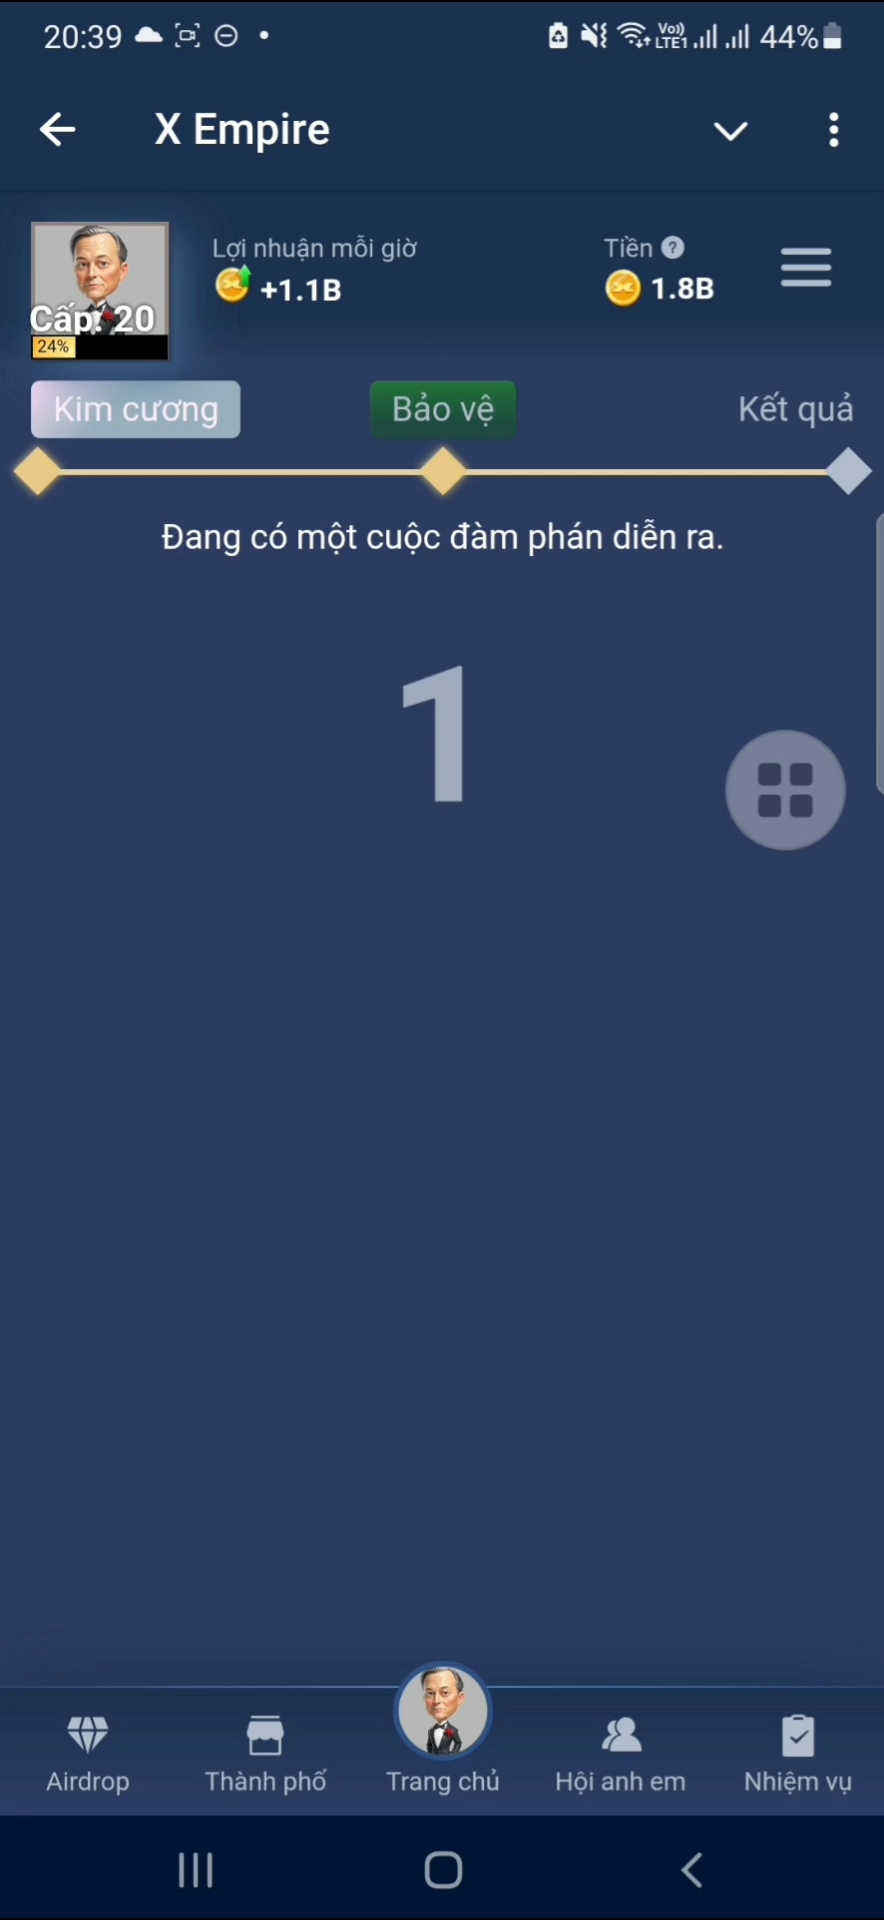 20:39
Vo))
LTE1
44%
X Empire
Lợi nhuận mỗi giờ
+1.1B
Tiền ?
1.8B
Cấp: 20
24%
Kim cương
Bảo vệ
Kết quả
Đang có một cuộc đàm phán diễn ra.
1
Airdrop
Thành phố
Trang chủ
Hội anh em
Nhiệm vụ